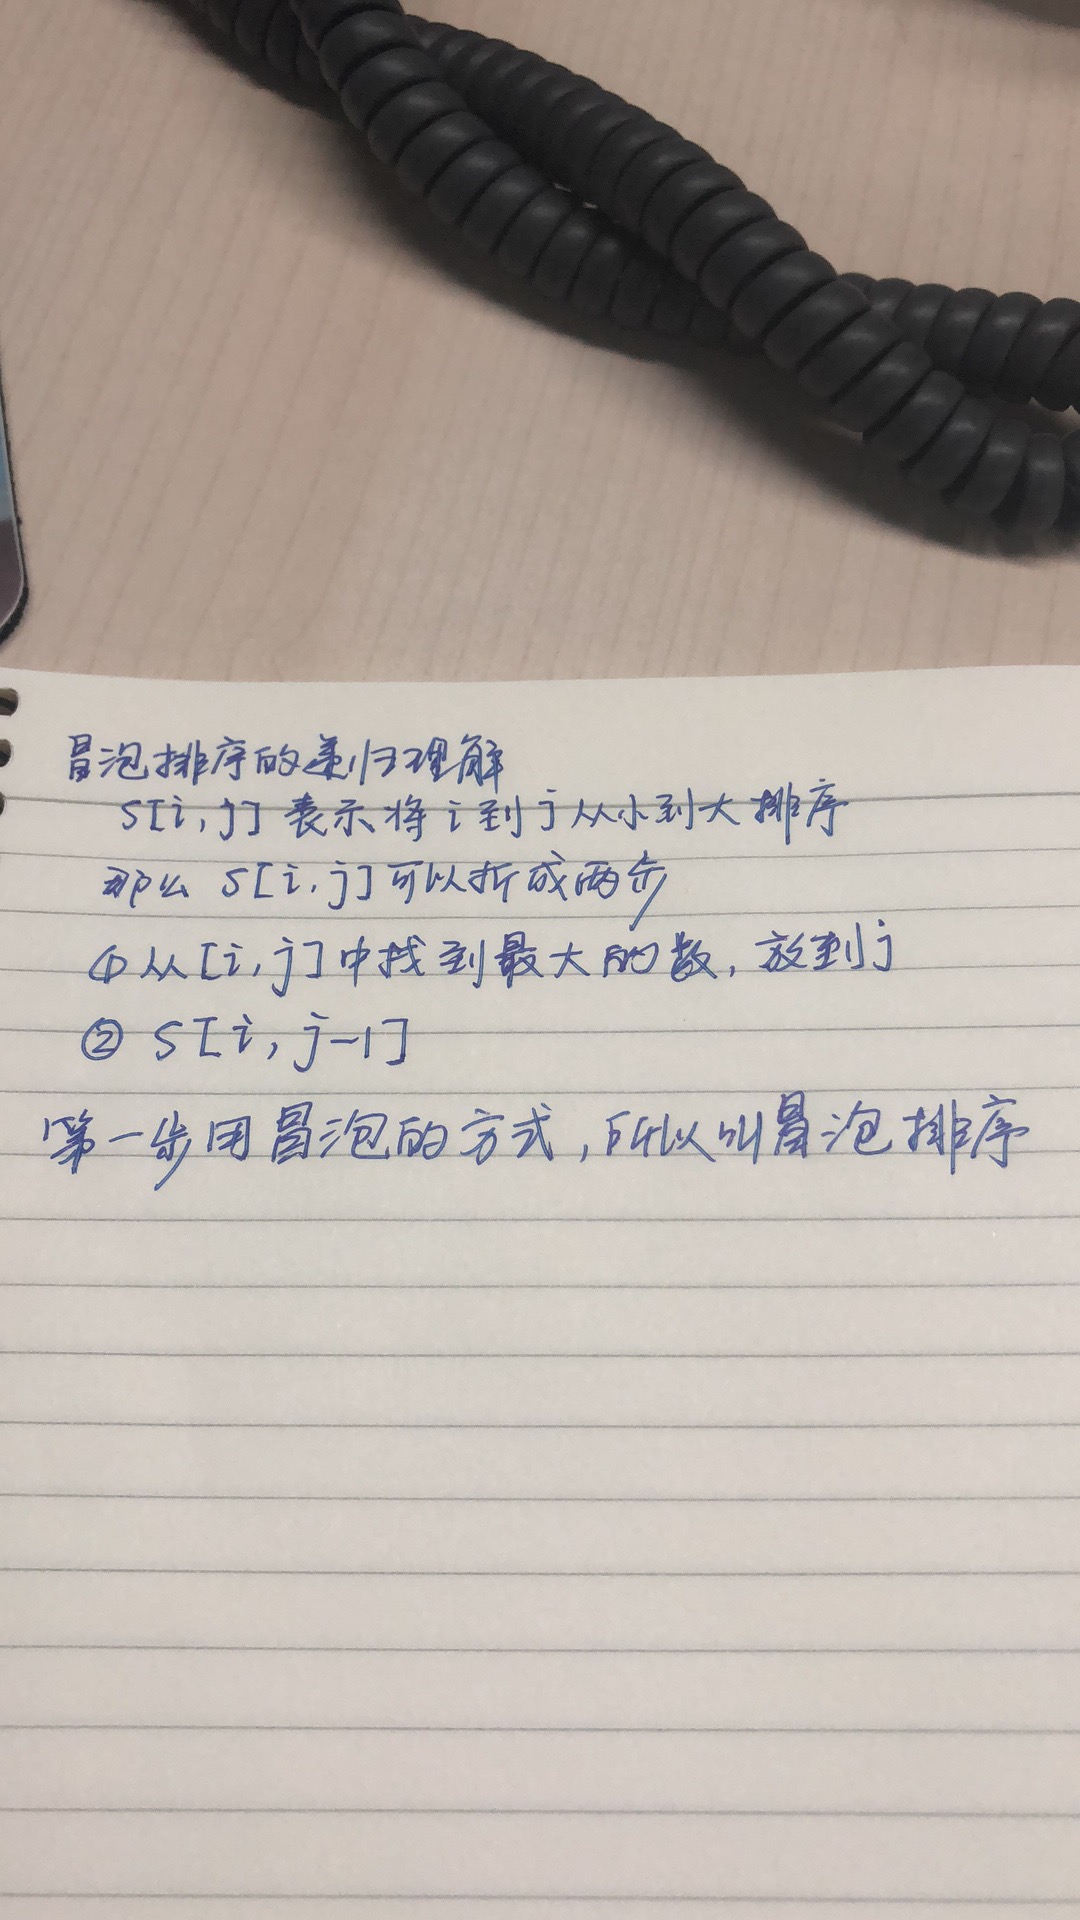 冒泡排序的递归理解
S[i,j] 表示将 i 到 j 从小到大排序
那么 S[i,j] 可以拆成两步
① 从 [i,j] 中找到最大的数,放到 j
② S[i,j-1]
第一步用冒泡的方式,所以叫冒泡排序